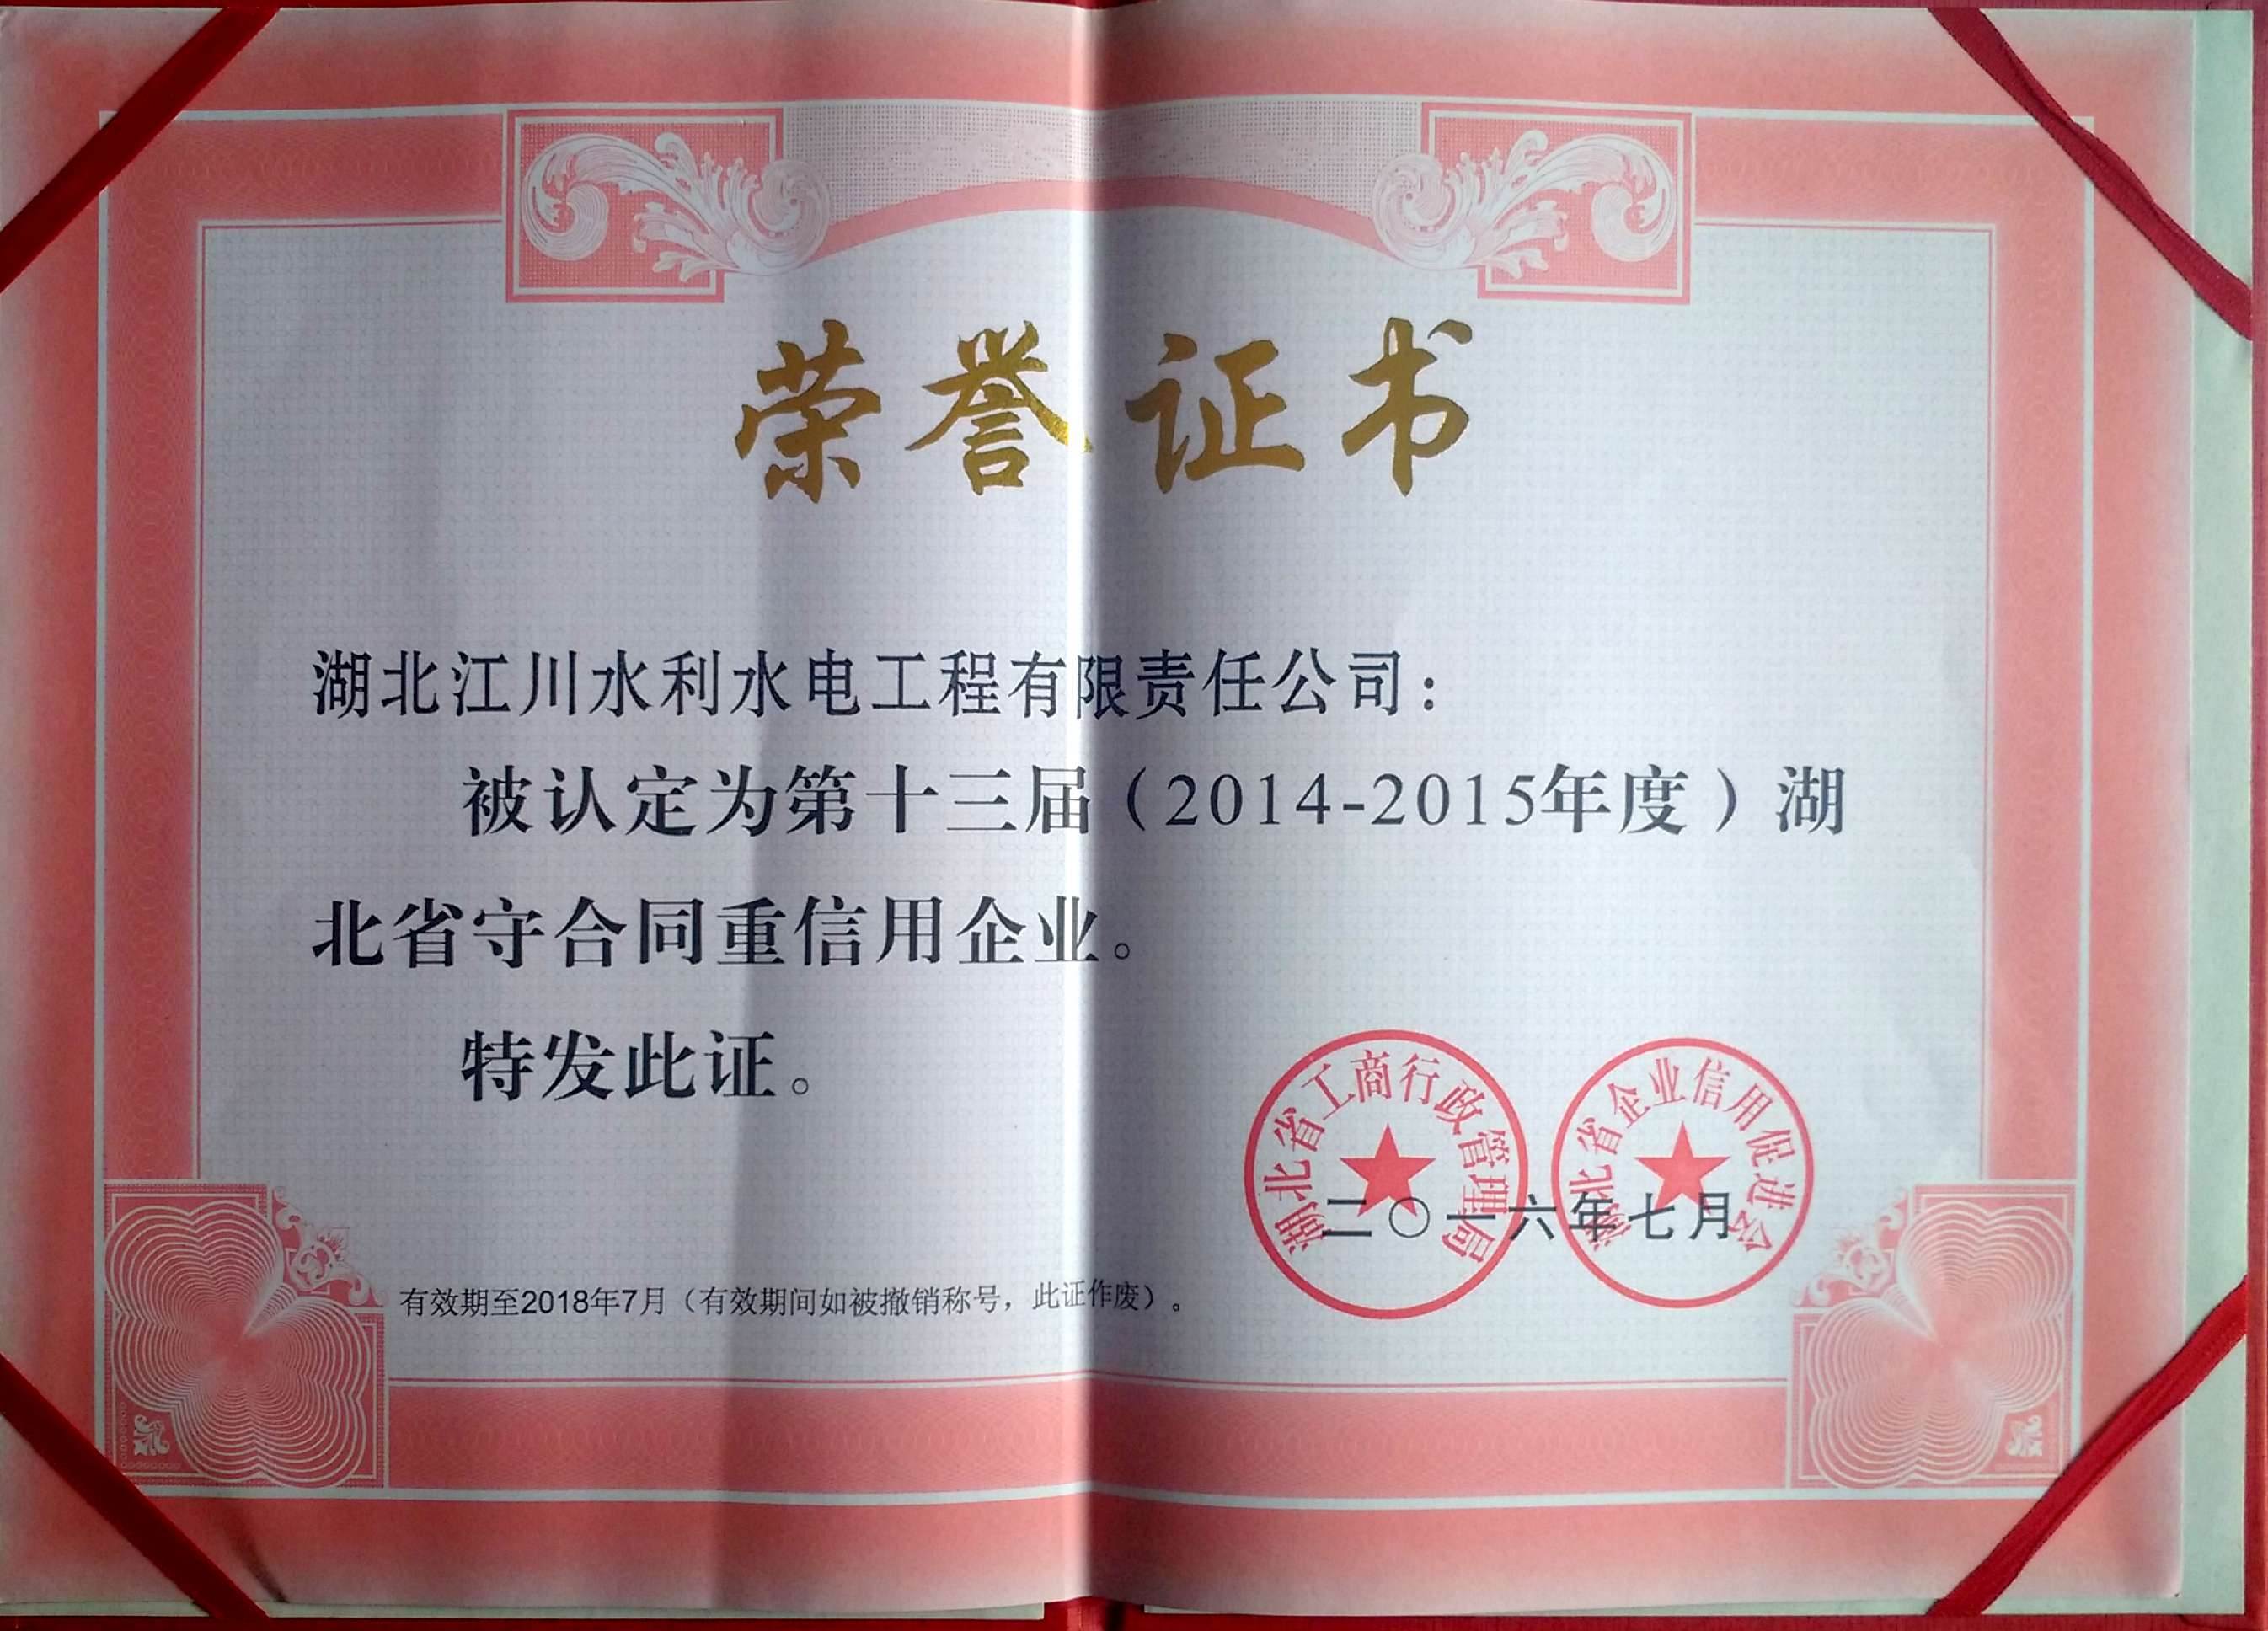 荣誉证书
湖北江川水利水电工程有限责任公司：
被认定为第十三届（2014-2015年度）湖
北省守合同重信用企业。
特发此证。
湖北省工商行政管理局
湖北省企业信用促进会
二〇一六年七月
有效期至2018年7月（有效期间如被撤销称号，此证作废）。